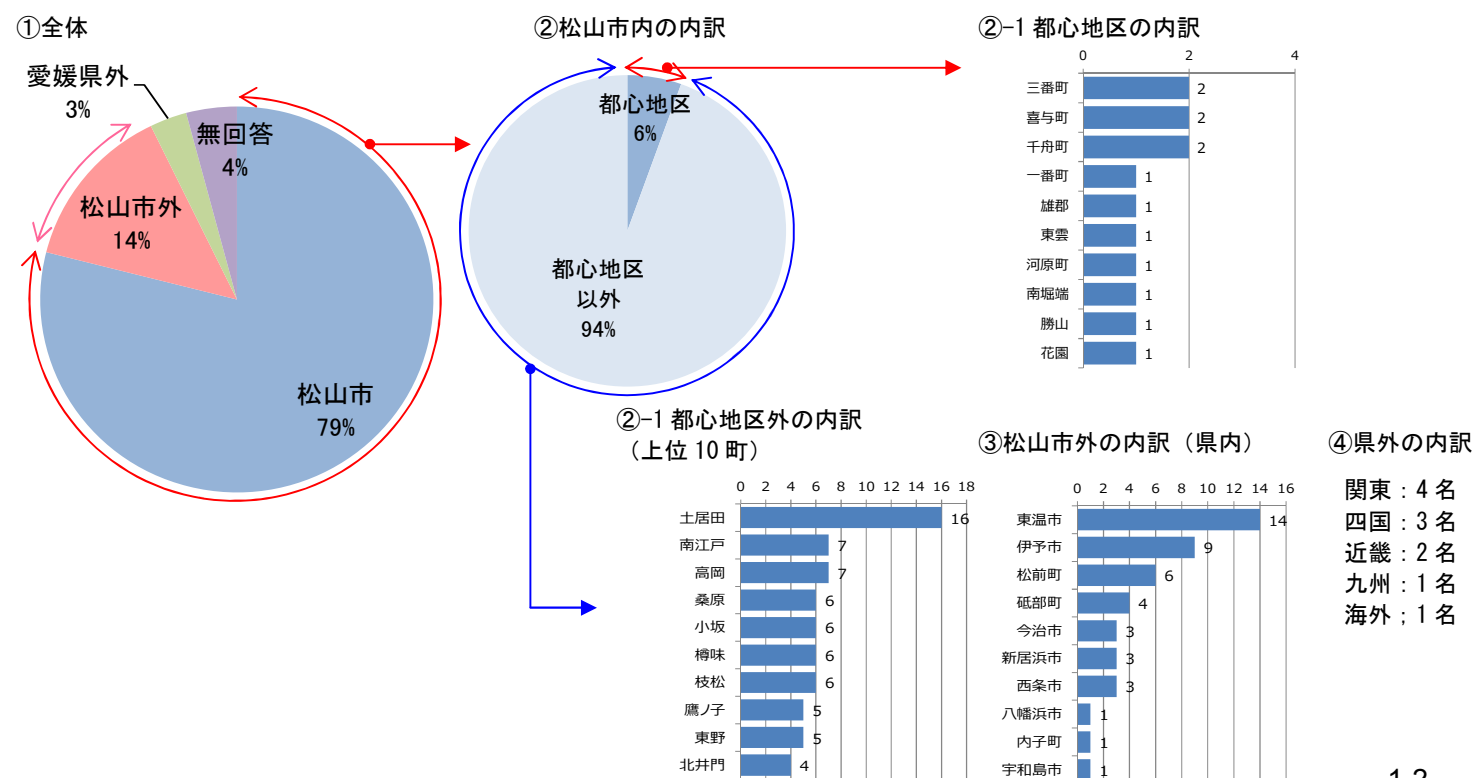 ①全体
愛媛県外
3%
無回答
4%
松山市外
14%
松山市
79%
②松山市内の内訳
都心地区
6%
都心地区
以外
94%
②-1 都心地区の内訳
0 2 4
三番町 2
喜与町 2
千舟町 2
一番町 1
雄郡 1
東雲 1
河原町 1
南堀端 1
勝山 1
花園 1
②-1 都心地区外の内訳
（上位 10 町）
0 2 4 6 8 10 12 14 16 18
土居田 16
南江戸 7
高岡 7
桑原 6
小坂 6
樽味 6
枝松 6
鷹ノ子 5
東野 5
北井門 4
③松山市外の内訳（県内）
0 2 4 6 8 10 12 14 16
東温市 14
伊予市 9
松前町 6
砥部町 4
今治市 3
新居浜市 3
西条市 3
八幡浜市 1
内子町 1
宇和島市 1
④県外の内訳
関東：4 名
四国：3 名
近畿：2 名
九州：1 名
海外；1 名